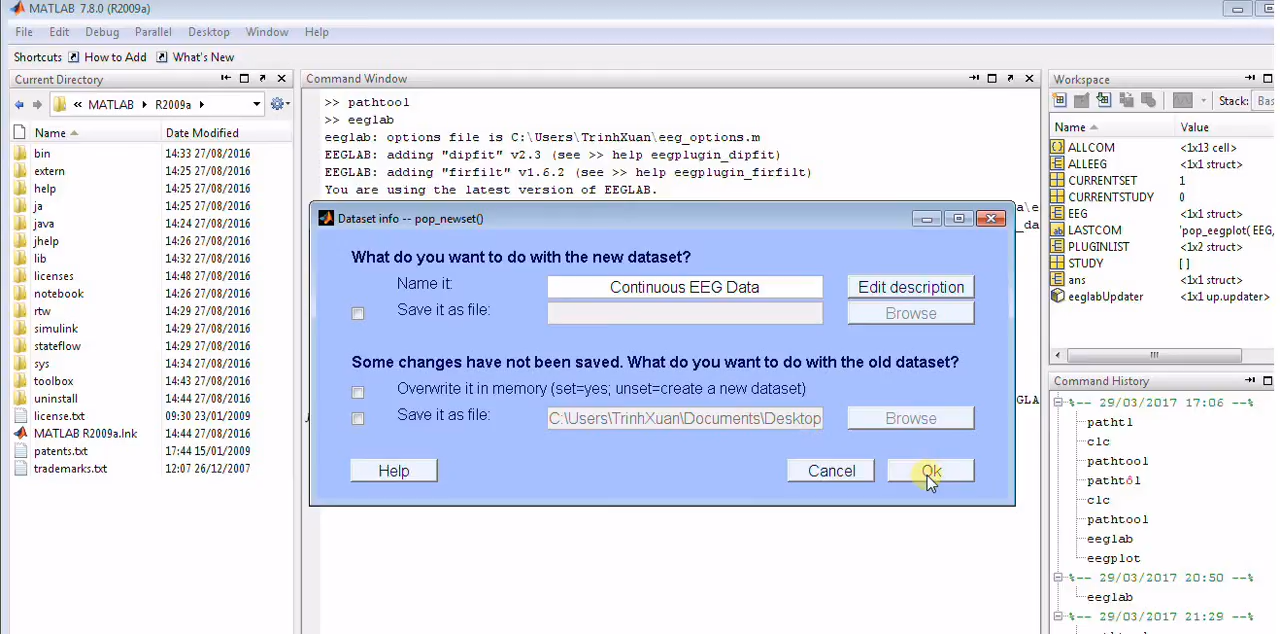 MATLAB 7.8.0 (R2009a)
File Edit Debug Parallel Desktop Window Help
Shortcuts How to Add What's New
Current Directory
« MATLAB R2009a
Name Date Modified
bin 14:33 27/08/2016
extern 14:25 27/08/2016
help 14:25 27/08/2016
ja 14:24 27/08/2016
java 14:24 27/08/2016
jhelp 14:26 27/08/2016
lib 14:32 27/08/2016
licenses 14:48 27/08/2016
notebook 14:26 27/08/2016
rtw 14:32 27/08/2016
simulink 14:32 27/08/2016
stateflow 14:32 27/08/2016
sys 14:32 27/08/2016
toolbox 14:43 27/08/2016
uninstall 14:44 27/08/2016
license.txt 09:30 23/01/2009
MATLAB R2009a.lnk 14:44 27/08/2016
patents.txt 17:44 15/01/2009
trademarks.txt 12:07 26/12/2007
Command Window
>> pathtool
>> eeglab
eeglab: options file is C:\Users\TrinhXuan\eeg_options.m
EEGLAB: adding "dipfit" v2.3 (see >> help eegplugin_dipfit)
EEGLAB: adding "firfilt" v1.6.2 (see >> help eegplugin_firfilt)
You are using the latest version of EEGLAB.
a\e
_da
GLA
Dataset info -- pop_newset()
What do you want to do with the new dataset?
Name it: Continuous EEG Data Edit description
Save it as file: Browse
Some changes have not been saved. What do you want to do with the old dataset?
Overwrite it in memory (set=yes; unset=create a new dataset)
Save it as file: C:\Users\TrinhXuan\Documents\Desktop Browse
Help Cancel Ok
Workspace
Stack: Bas
Name Value
ALLCOM <1x13 cell>
ALLEEG <1x1 struct>
CURRENTSET 1
CURRENTSTUDY 0
EEG <1x1 struct>
LASTCOM 'pop_eegplot( EEG,
PLUGINLIST <1x2 struct>
STUDY [ ]
ans <1x1 struct>
eeglabUpdater <1x1 up.updater>
Command History
%-- 29/03/2017 17:06 --%
pathtl
clc
pathtool
pathtôl
clc
pathtool
eeglab
eegplot
%-- 29/03/2017 20:50 --%
eeglab
%-- 29/03/2017 21:29 --%